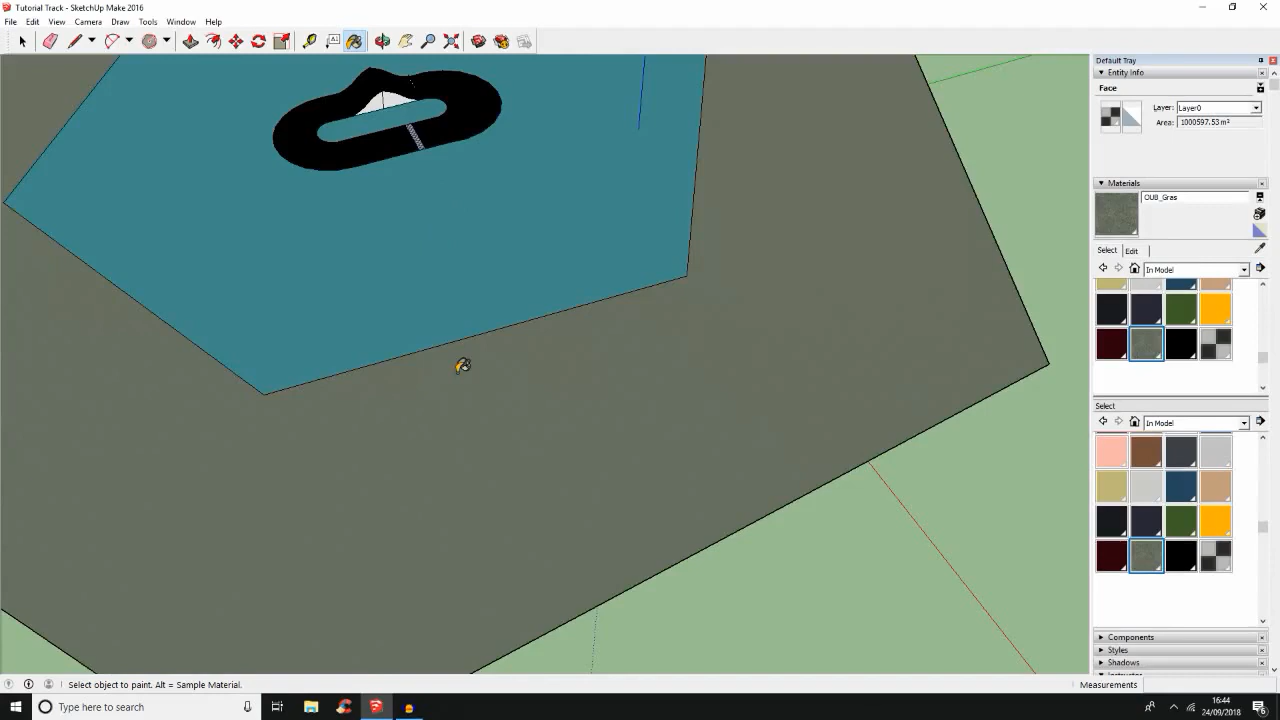 Tutorial Track - SketchUp Make 2016
File Edit View Camera Draw Tools Window Help
Default Tray
Entity Info
Face
Layer: Layer0
Area: 1000597.53 m²
Materials
OUB_Gras
Select Edit
In Model
Select
In Model
Components
Styles
Shadows
Instructor
Select object to paint. Alt = Sample Material.
Measurements
Type here to search
16:44
24/09/2018